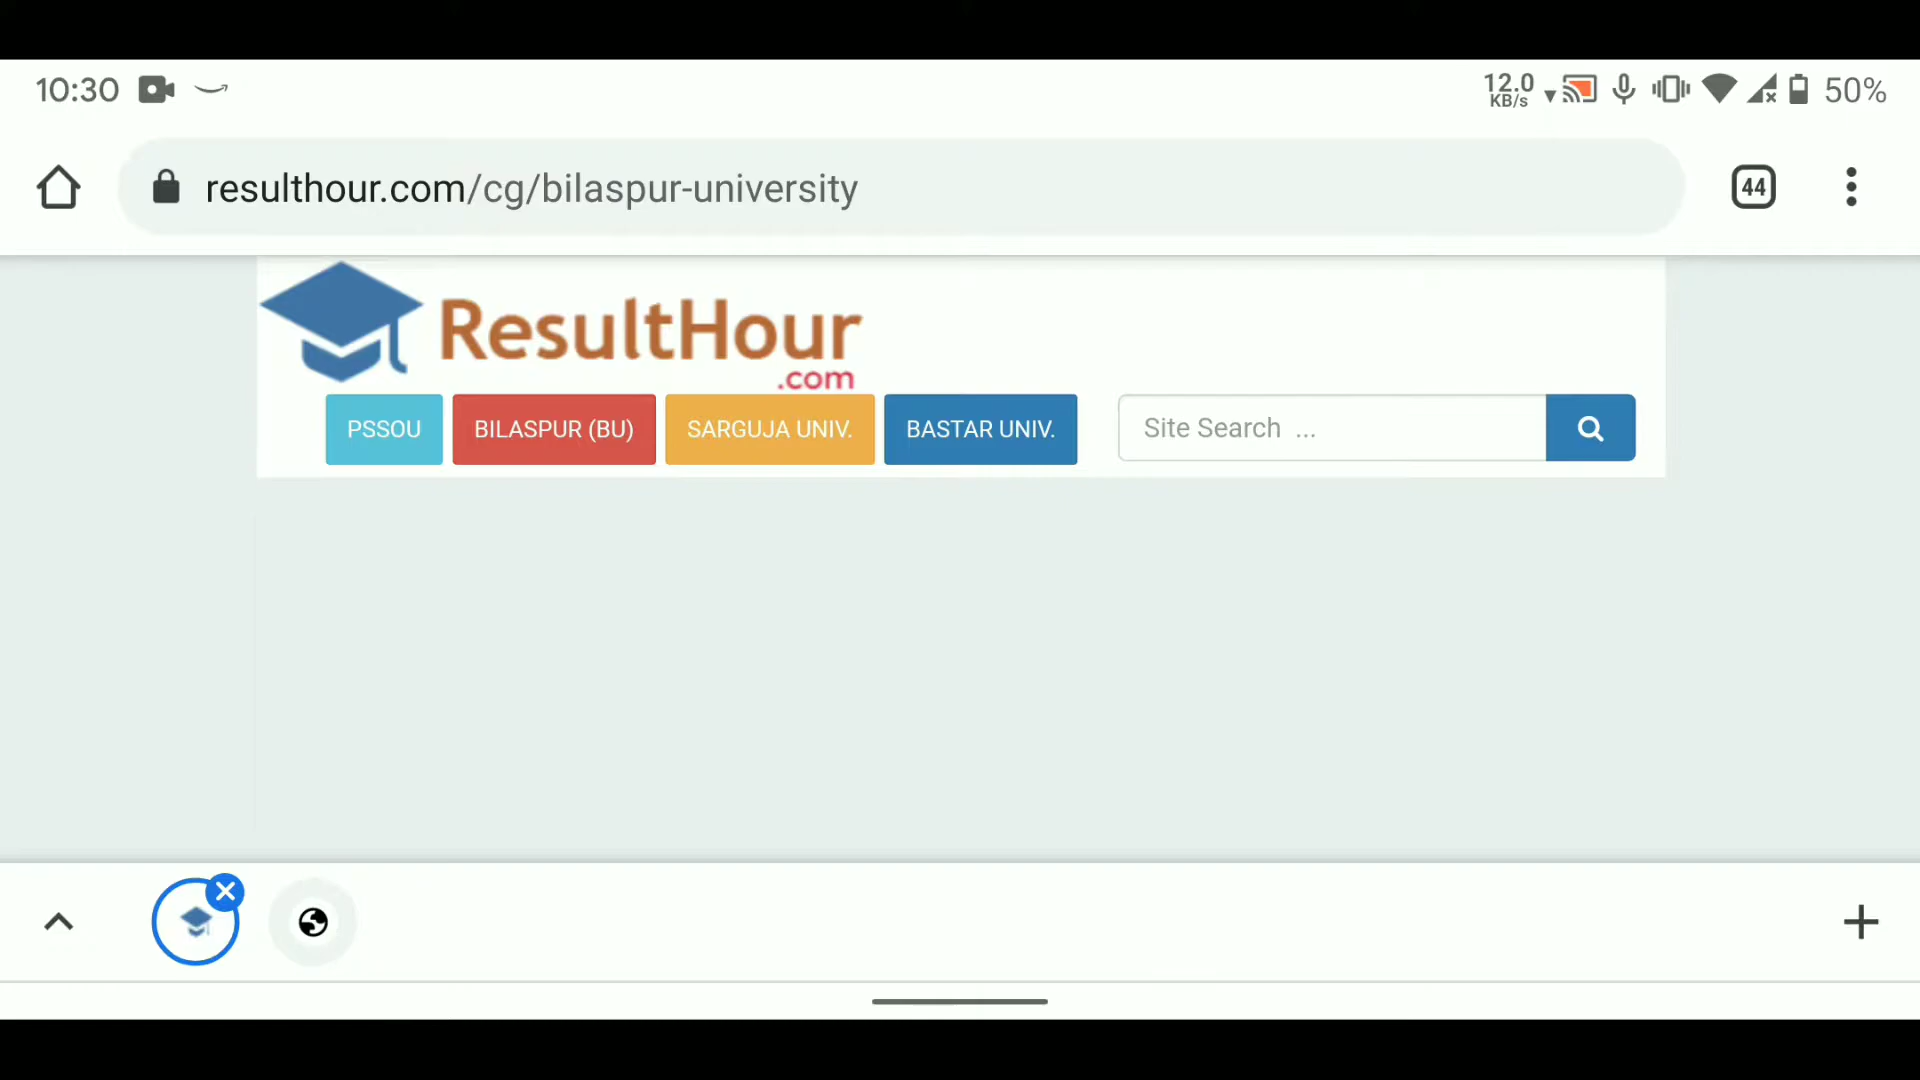 10:30
12.0
KB/s
50%
resulthour.com/cg/bilaspur-university
44
ResultHour
.com
PSSOU
BILASPUR (BU)
SARGUJA UNIV.
BASTAR UNIV.
Site Search ...